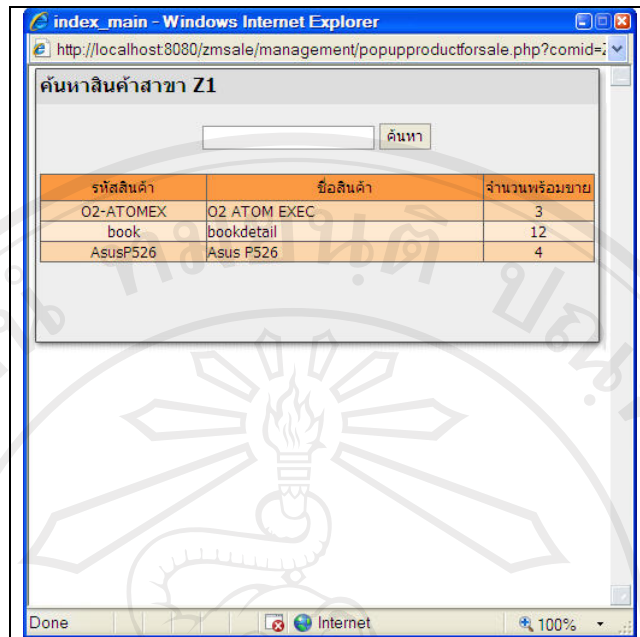 index_main - Windows Internet Explorer
http://localhost:8080/zmsale/management/popupproductforsale.php?comid=
ค้นหาสินค้าสาขา Z1
ค้นหา
รหัสสินค้า ชื่อสินค้า จำนวนพร้อมขาย
O2-ATOMEX O2 ATOM EXEC 3
book bookdetail 12
AsusP526 Asus P526 4
Done Internet 100%